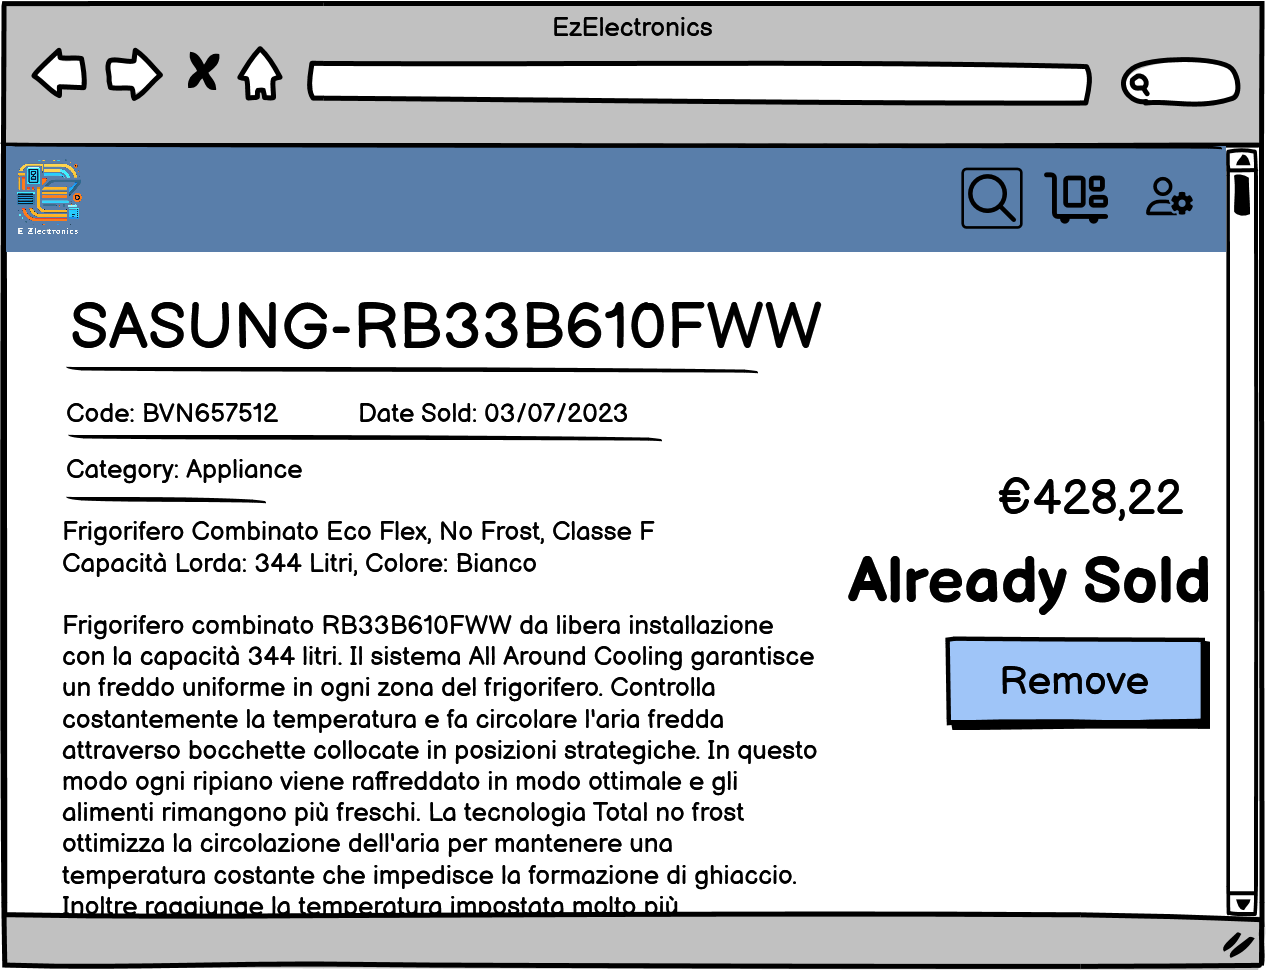 EzElectronics
E Zlectronics
SASUNG-RB33B610FWW
Code: BVN657512 Date Sold: 03/07/2023
Category: Appliance
€428,22
Already Sold
Remove
Frigorifero Combinato Eco Flex, No Frost, Classe F
Capacità Lorda: 344 Litri, Colore: Bianco
Frigorifero combinato RB33B610FWW da libera installazione
con la capacità 344 litri. Il sistema All Around Cooling garantisce
un freddo uniforme in ogni zona del frigorifero. Controlla
costantemente la temperatura e fa circolare l'aria fredda
attraverso bocchette collocate in posizioni strategiche. In questo
modo ogni ripiano viene raffreddato in modo ottimale e gli
alimenti rimangono più freschi. La tecnologia Total no frost
ottimizza la circolazione dell'aria per mantenere una
temperatura costante che impedisce la formazione di ghiaccio.
Inoltre raggiunge la temperatura impostata molto più